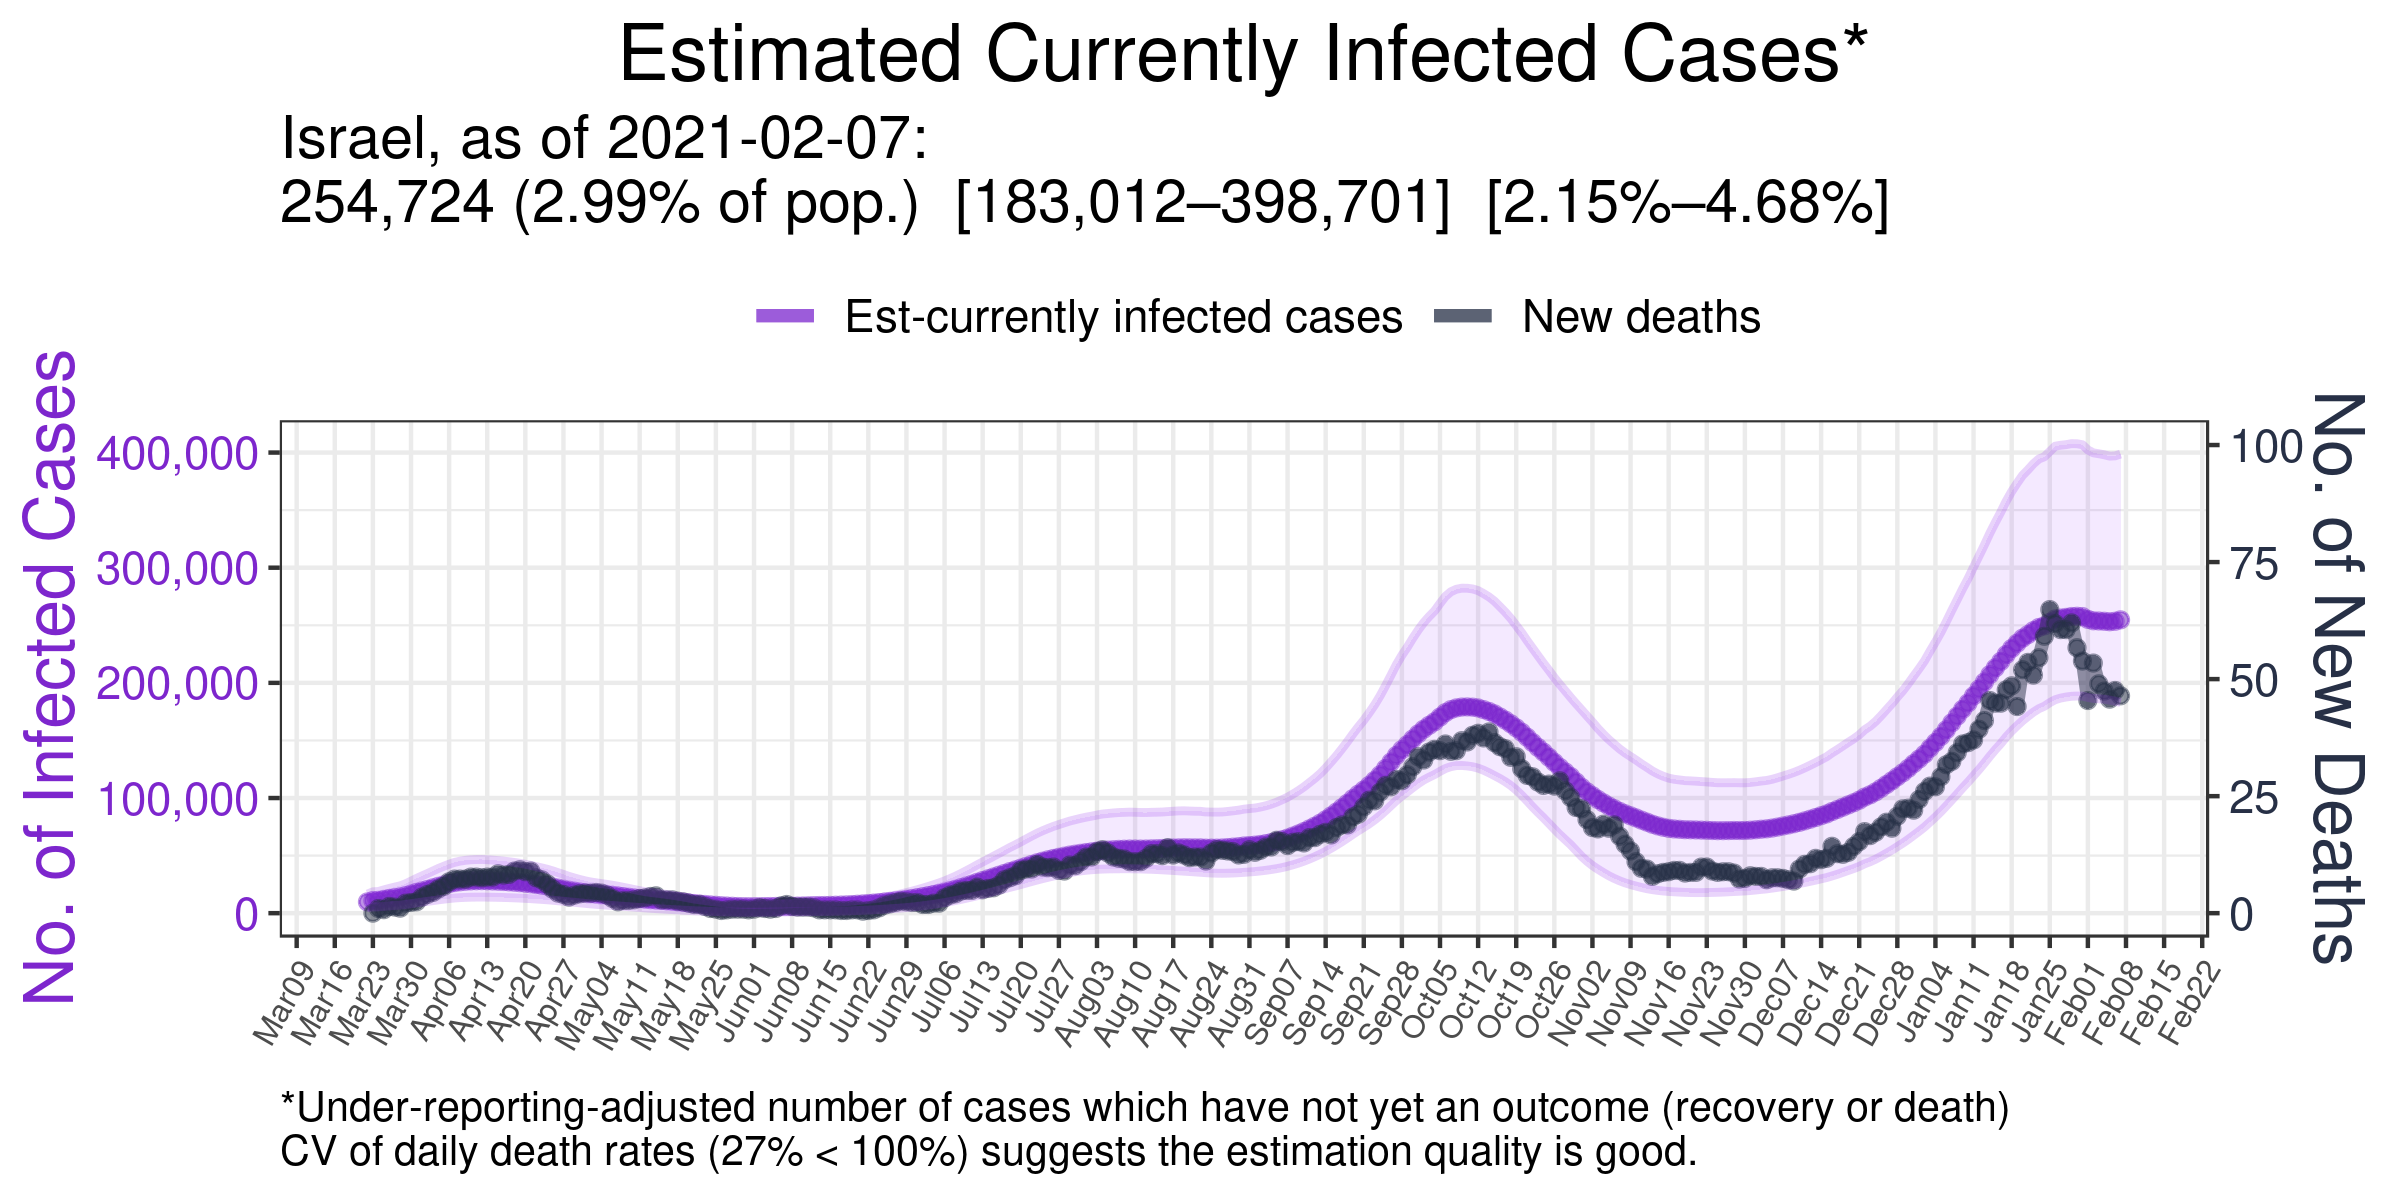 Estimated Currently Infected Cases*
Israel, as of 2021-02-07:
254,724 (2.99% of pop.) [183,012–398,701] [2.15%–4.68%]
Est-currently infected cases New deaths
No. of Infected Cases
400,000
300,000
200,000
100,000
0
No. of New Deaths
100
75
50
25
0
Mar09 Mar16 Mar23 Mar30 Apr06 Apr13 Apr20 Apr27 May04 May11 May18 May25 Jun01 Jun08 Jun15 Jun22 Jun29 Jul06 Jul13 Jul20 Jul27 Aug03 Aug10 Aug17 Aug24 Aug31 Sep07 Sep14 Sep21 Sep28 Oct05 Oct12 Oct19 Oct26 Nov02 Nov09 Nov16 Nov23 Nov30 Dec07 Dec14 Dec21 Dec28 Jan04 Jan11 Jan18 Jan25 Feb01 Feb08 Feb15 Feb22
*Under-reporting-adjusted number of cases which have not yet an outcome (recovery or death)
CV of daily death rates (27% < 100%) suggests the estimation quality is good.